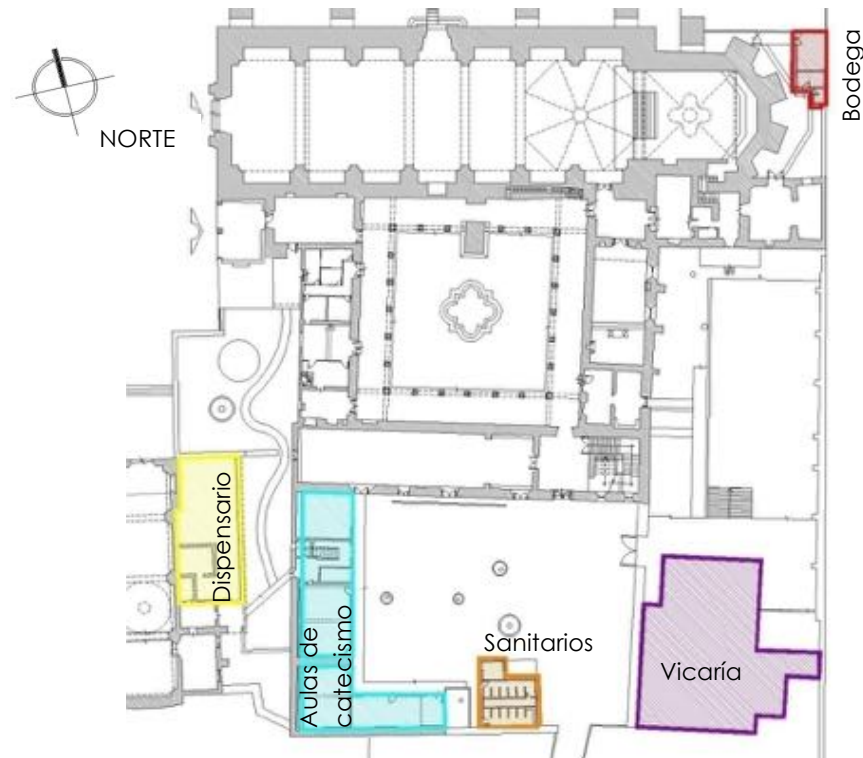 NORTE
Bodega
Dispensario
Aulas de
catecismo
Sanitarios
Vicaría